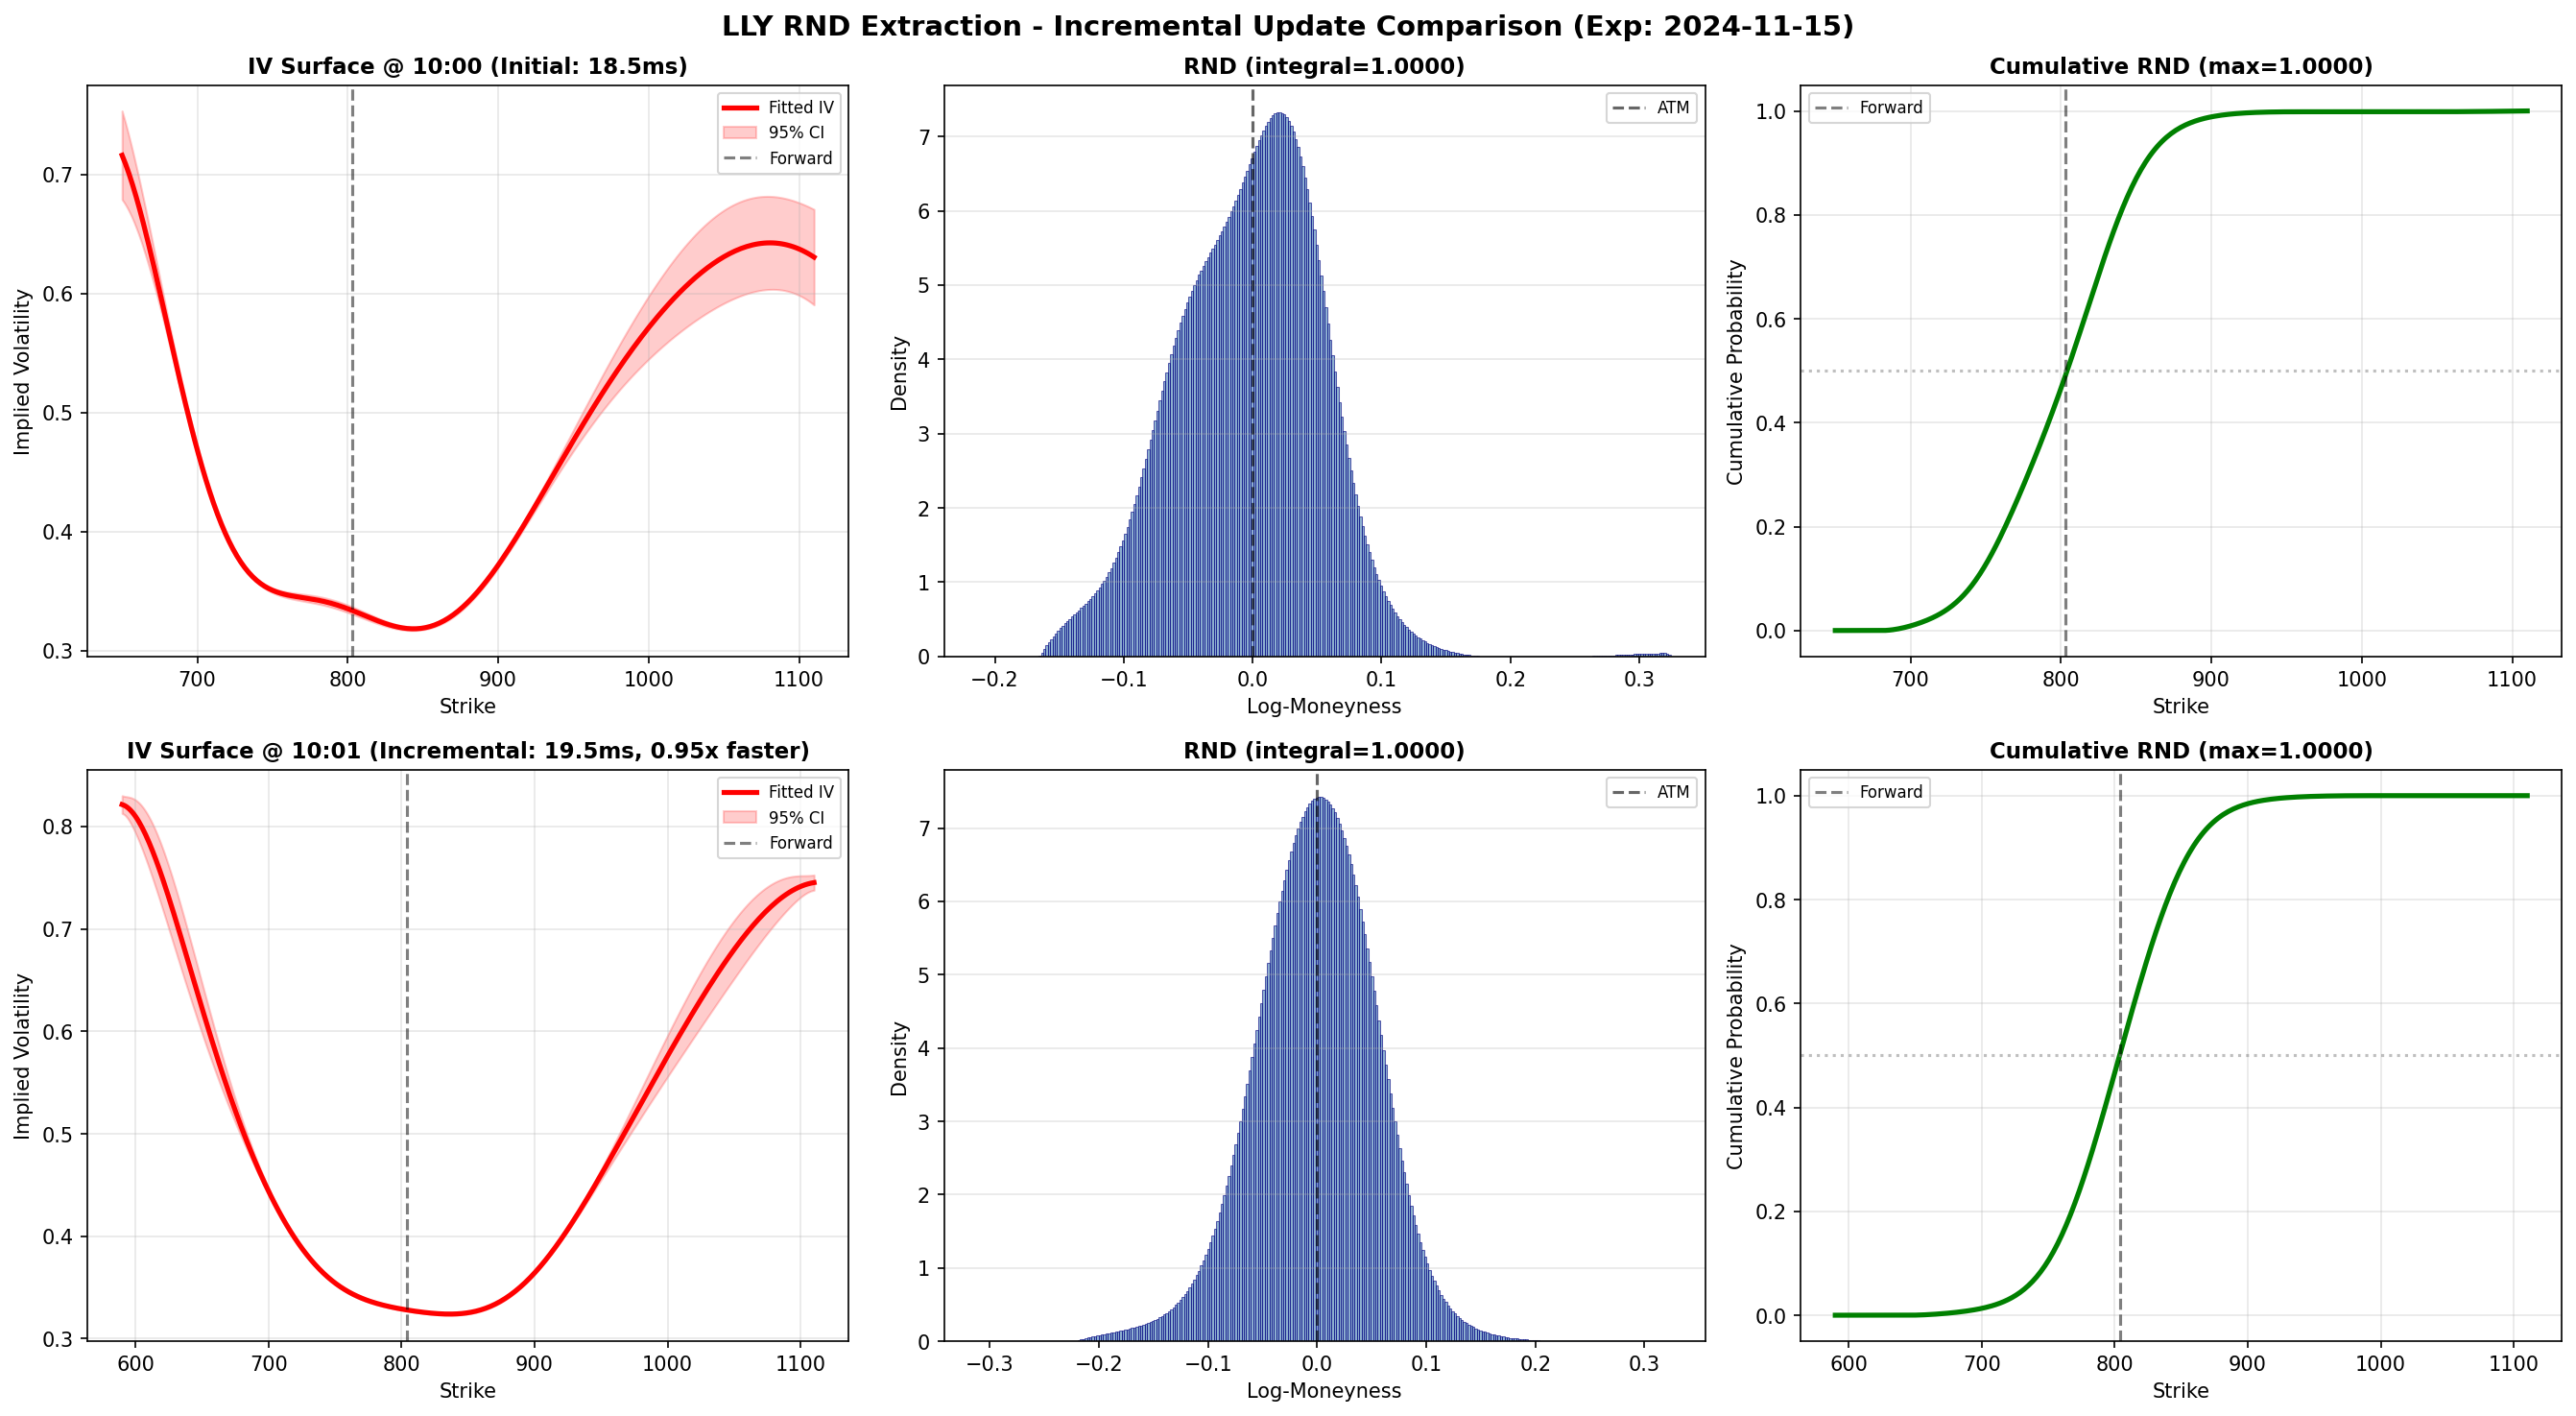 LLY RND Extraction - Incremental Update Comparison (Exp: 2024-11-15)
IV Surface @ 10:00 (Initial: 18.5ms)
Implied Volatility
0.7
0.6
0.5
0.4
0.3
Fitted IV
95% CI
Forward
700
800
900
1000
1100
Strike
RND (integral=1.0000)
Density
7
6
5
4
3
2
1
0
ATM
−0.2
−0.1
0.0
0.1
0.2
0.3
Log-Moneyness
Cumulative RND (max=1.0000)
Cumulative Probability
1.0
0.8
0.6
0.4
0.2
0.0
Forward
700
800
900
1000
1100
Strike
IV Surface @ 10:01 (Incremental: 19.5ms, 0.95x faster)
Implied Volatility
0.8
0.7
0.6
0.5
0.4
0.3
Fitted IV
95% CI
Forward
600
700
800
900
1000
1100
Strike
RND (integral=1.0000)
Density
7
6
5
4
3
2
1
0
ATM
−0.3
−0.2
−0.1
0.0
0.1
0.2
0.3
Log-Moneyness
Cumulative RND (max=1.0000)
Cumulative Probability
1.0
0.8
0.6
0.4
0.2
0.0
Forward
600
700
800
900
1000
1100
Strike